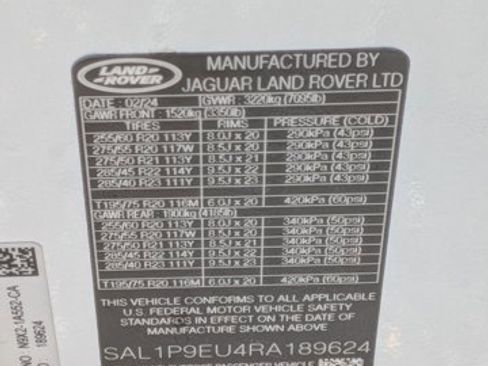 LAND ROVER
MANUFACTURED BY
JAGUAR LAND ROVER LTD
DATE : 02/24 GVWR : 3220kg (7095lb)
GAWR FRONT : 1520kg (3350lb)
TIRES RIMS PRESSURE (COLD)
255/60 R20 113Y 8.0J x 20 290kPa (43psi)
275/55 R20 117W 8.5J x 20 290kPa (43psi)
275/50 R21 113Y 8.5J x 21 290kPa (43psi)
285/45 R22 114Y 9.5J x 22 290kPa (43psi)
285/40 R23 111Y 9.5J x 23 290kPa (43psi)
T195/75 R20 116M 6.0J x 20 420kPa (60psi)
GAWR REAR : 1900kg (4185lb)
255/60 R20 113Y 8.0J x 20 340kPa (50psi)
275/55 R20 117W 8.5J x 20 340kPa (50psi)
275/50 R21 113Y 8.5J x 21 340kPa (50psi)
285/45 R22 114Y 9.5J x 22 340kPa (50psi)
285/40 R23 111Y 9.5J x 23 340kPa (50psi)
T195/75 R20 116M 6.0J x 20 420kPa (60psi)
THIS VEHICLE CONFORMS TO ALL APPLICABLE
U.S. FEDERAL MOTOR VEHICLE SAFETY
STANDARDS IN EFFECT ON THE DATE OF
MANUFACTURE SHOWN ABOVE
SAL1P9EU4RA189624
PASSENGER VEHICLE
1A552-CA
189624